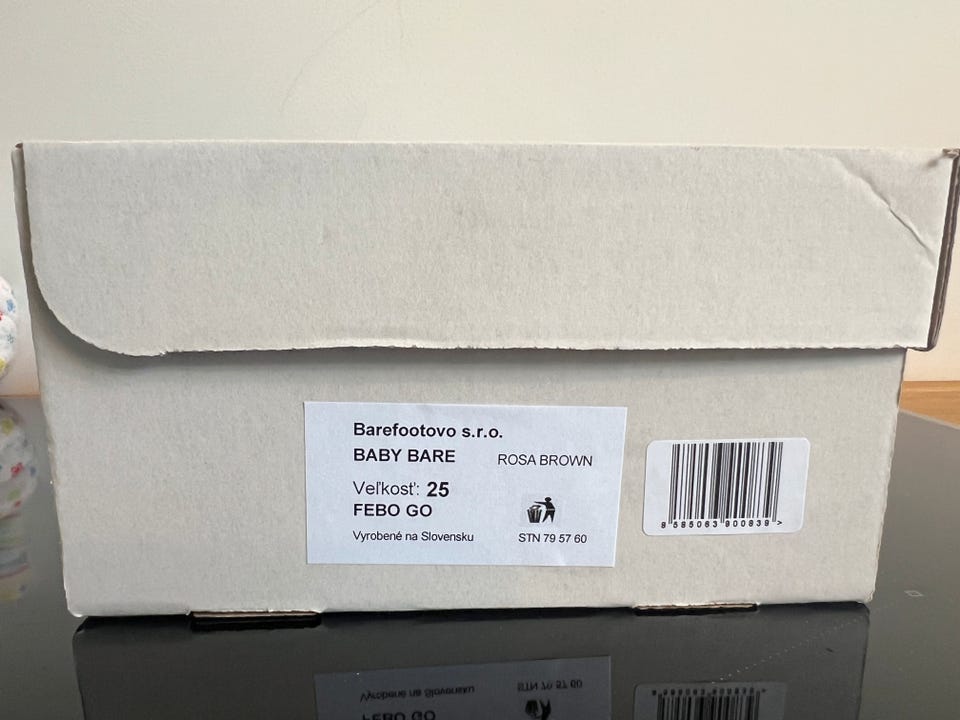 Barefootovo s.r.o.
BABY BARE ROSA BROWN
Veľkosť: 25
FEBO GO
Vyrobené na Slovensku STN 79 57 60
8 585063 900839 >